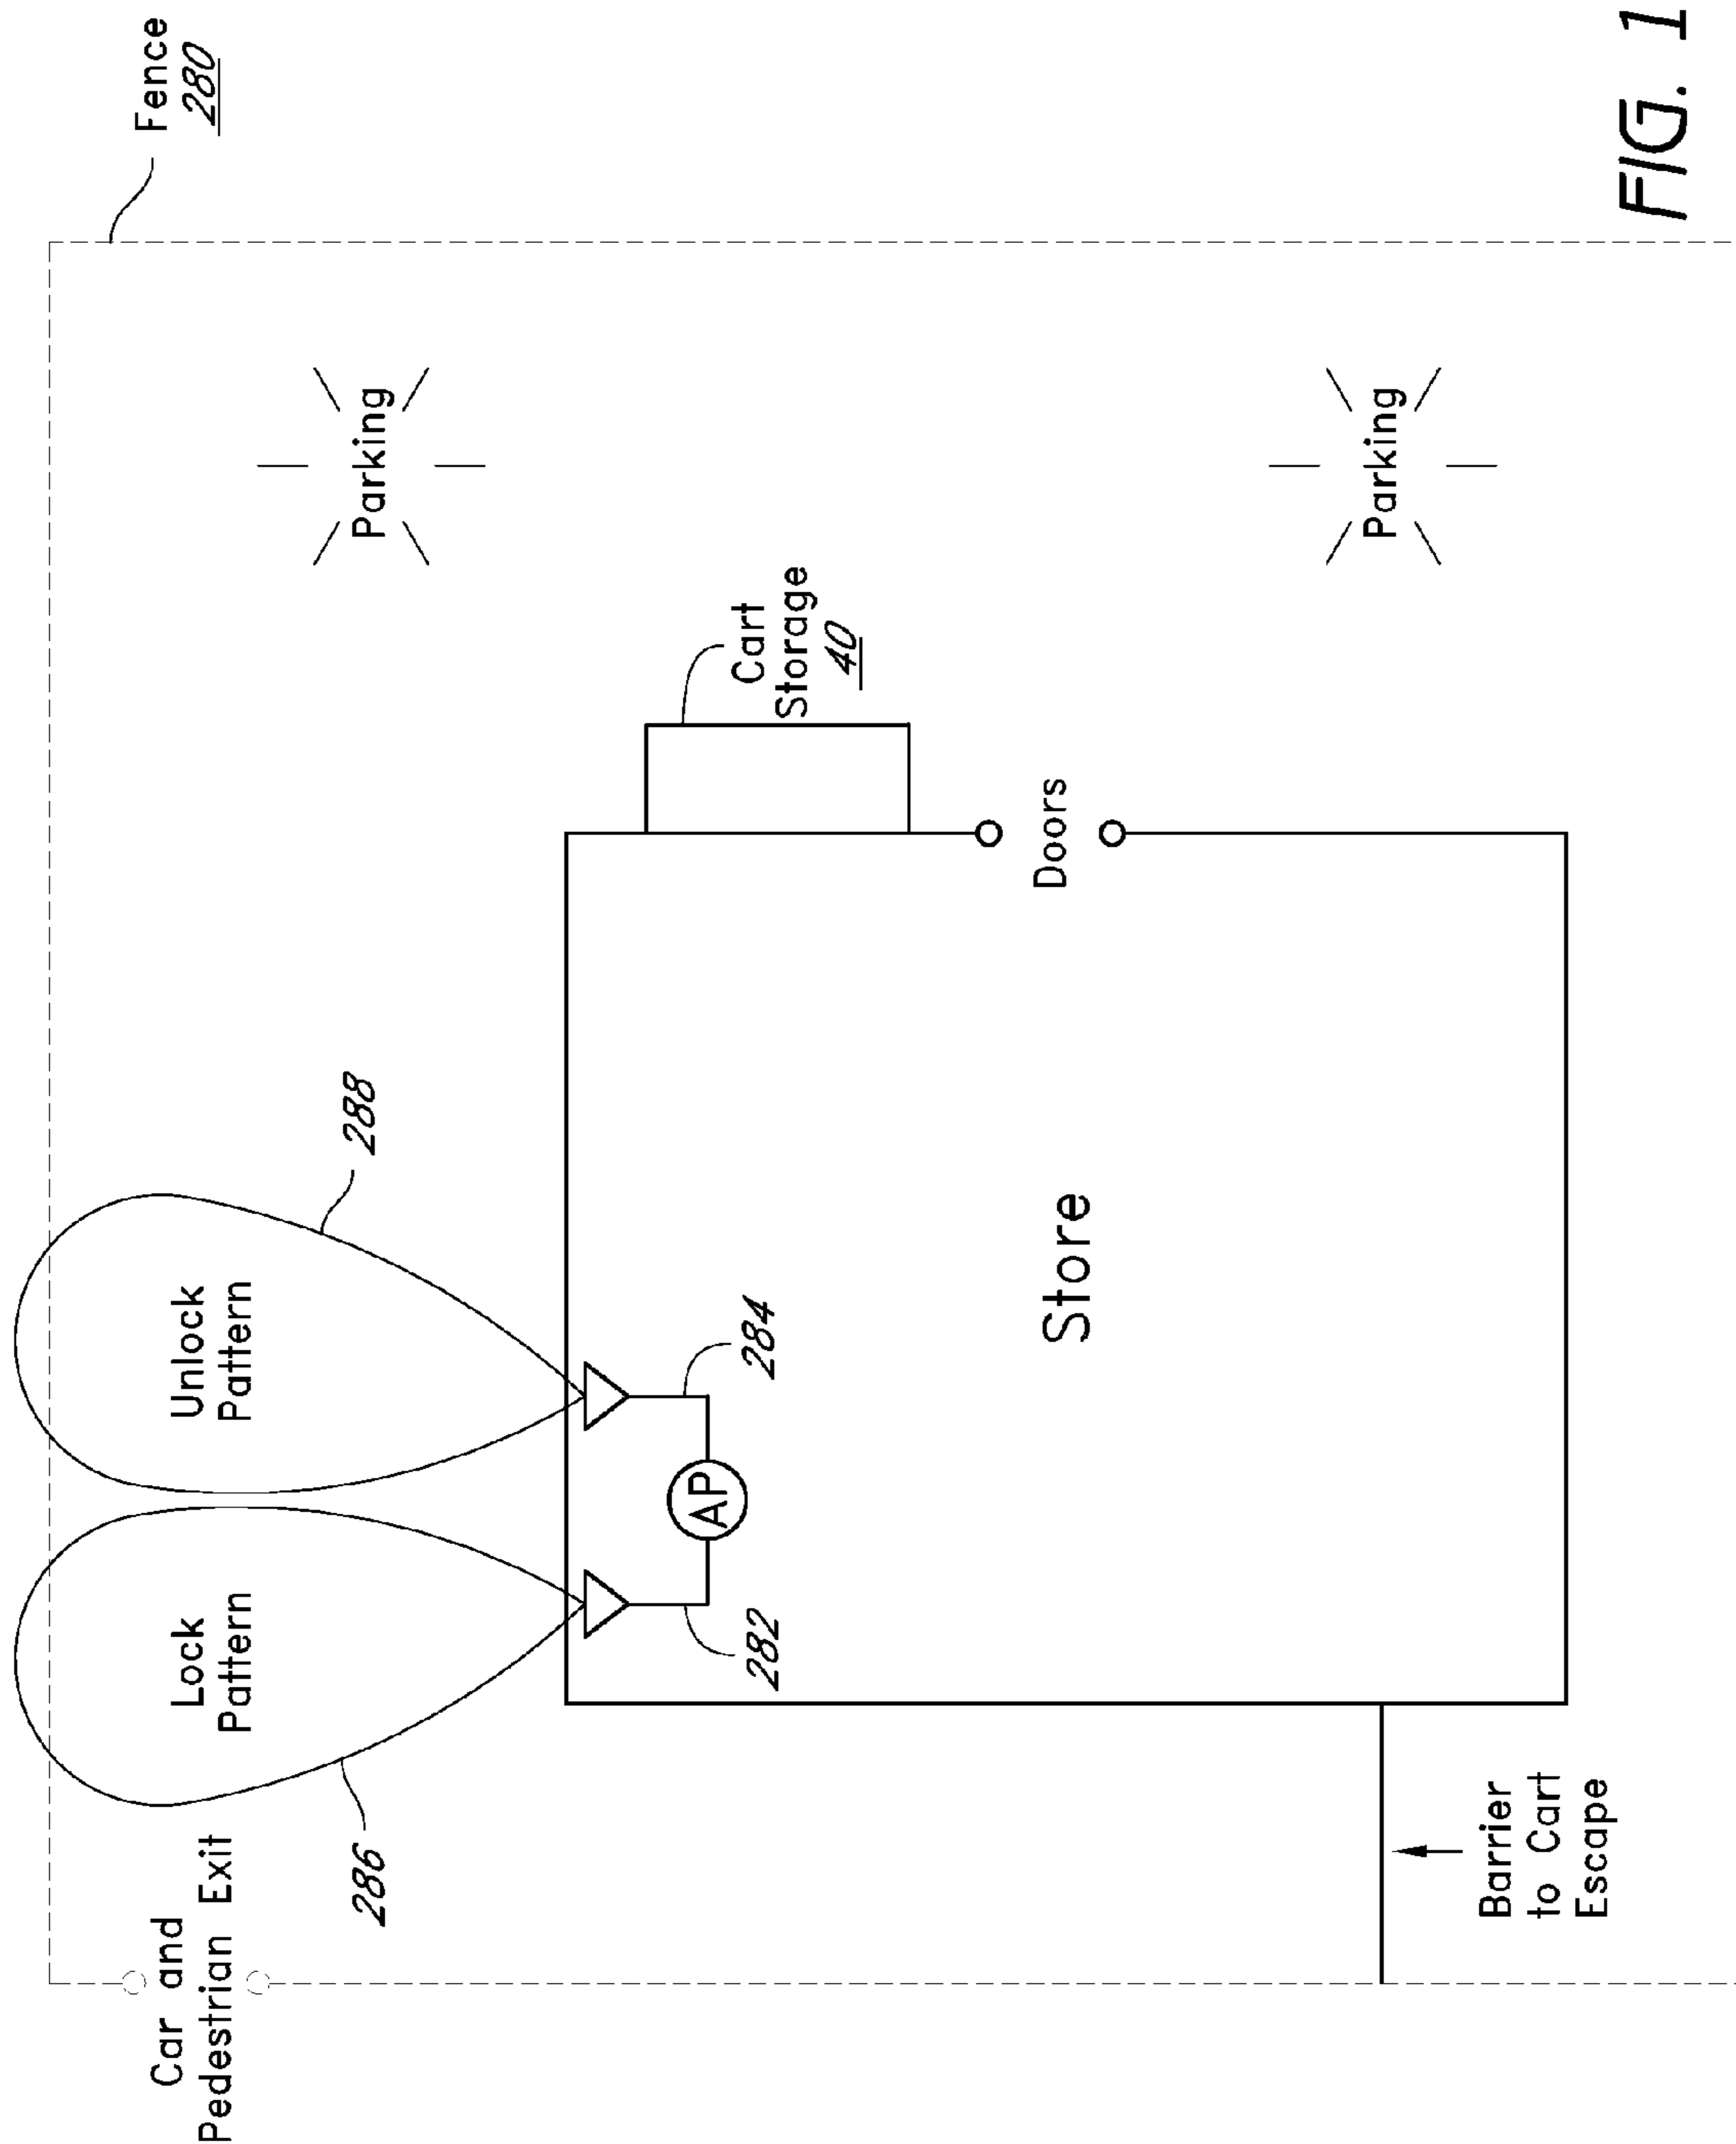 Car and
Pedestrian Exit
Lock
Pattern
Unlock
Pattern
286
288
Fence
280
Parking
282
284
AP
Cart
Storage
40
Store
Doors
Parking
Barrier
to Cart
Escape
FIG. 1